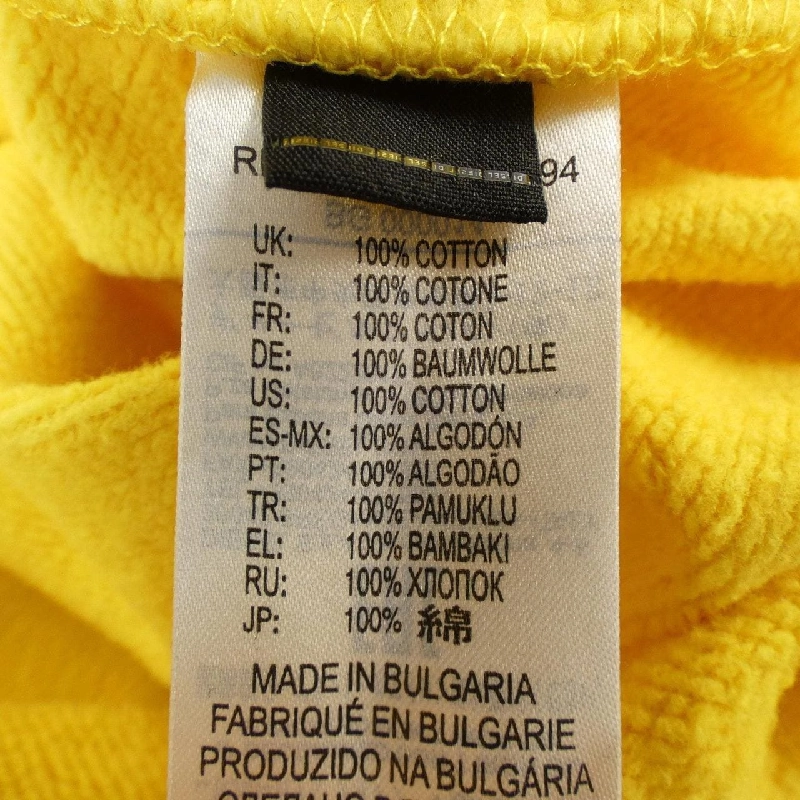 94
UK: 100% COTTON
IT: 100% COTONE
FR: 100% COTON
DE: 100% BAUMWOLLE
US: 100% COTTON
ES-MX: 100% ALGODÓN
PT: 100% ALGODÃO
TR: 100% PAMUKLU
EL: 100% BAMBAKI
RU: 100% ХЛОПОК
JP: 100% 綿
MADE IN BULGARIA
FABRIQUÉ EN BULGARIE
PRODUZIDO NA BULGÁRIA